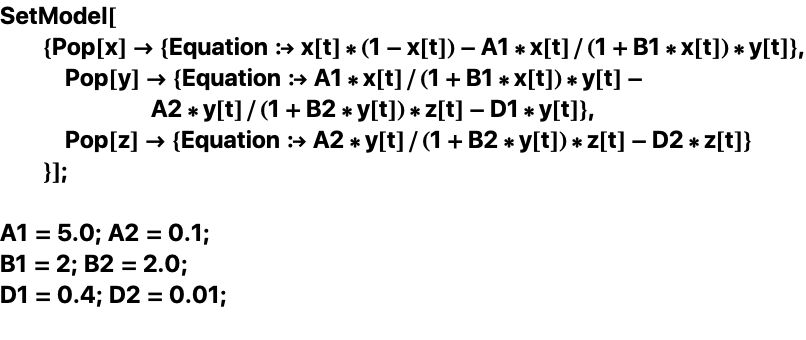 SetModel[
{Pop[x] → {Equation :→ x[t] * (1 – x[t]) – A1 * x[t] / (1 + B1 * x[t]) * y[t]},
Pop[y] → {Equation :→ A1 * x[t] / (1 + B1 * x[t]) * y[t] –
A2 * y[t] / (1 + B2 * y[t]) * z[t] – D1 * y[t]},
Pop[z] → {Equation :→ A2 * y[t] / (1 + B2 * y[t]) * z[t] – D2 * z[t]}
}];
A1 = 5.0; A2 = 0.1;
B1 = 2; B2 = 2.0;
D1 = 0.4; D2 = 0.01;